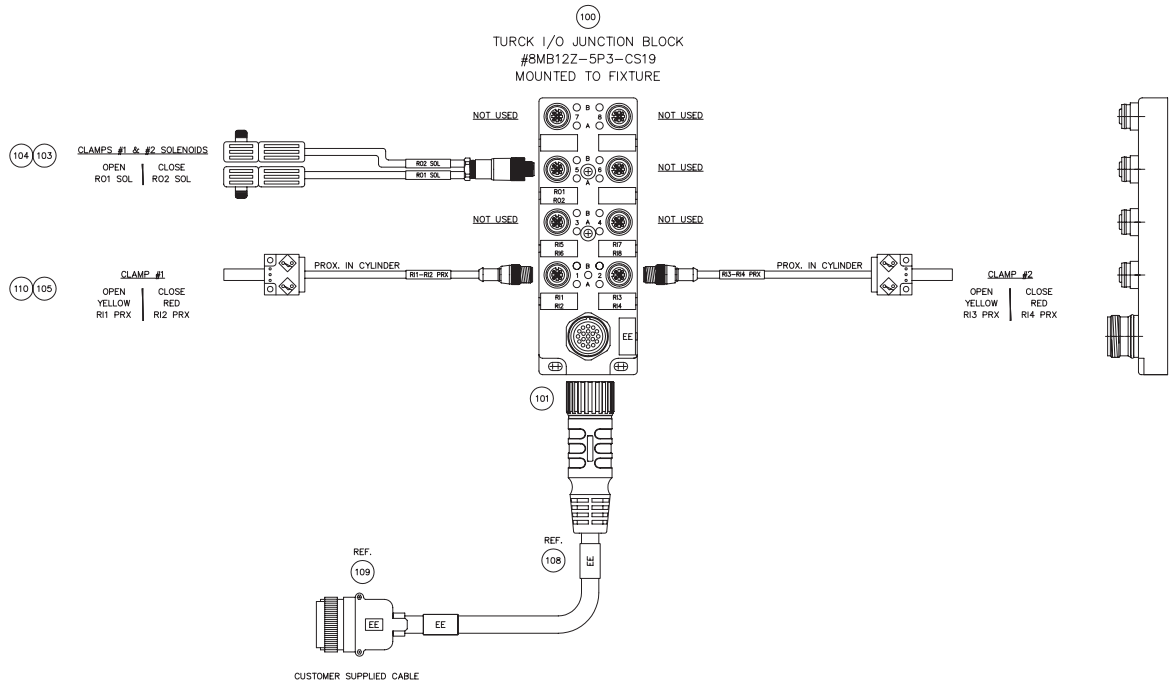 100
TURCK I/O JUNCTION BLOCK
#8MB12Z-5P3-CS19
MOUNTED TO FIXTURE
NOT USED
B
7 8
A
NOT USED
104 103
CLAMPS #1 & #2 SOLENOIDS
OPEN CLOSE
RO1 SOL RO2 SOL
RO2 SOL
RO1 SOL
B
5 6
A
NOT USED
RO1
RO2
NOT USED
B
A
3 4
NOT USED
RI5
RI6
RI7
RI8
110 105
CLAMP #1
OPEN CLOSE
YELLOW RED
RI1 PRX RI2 PRX
PROX. IN CYLINDER
RI1-RI2 PRX
B
1 2
A
RI3-RI4 PRX
PROX. IN CYLINDER
CLAMP #2
OPEN CLOSE
YELLOW RED
RI3 PRX RI4 PRX
RI1
RI2
RI3
RI4
EE
101
REF.
108
EE
REF.
109
EE
EE
CUSTOMER SUPPLIED CABLE